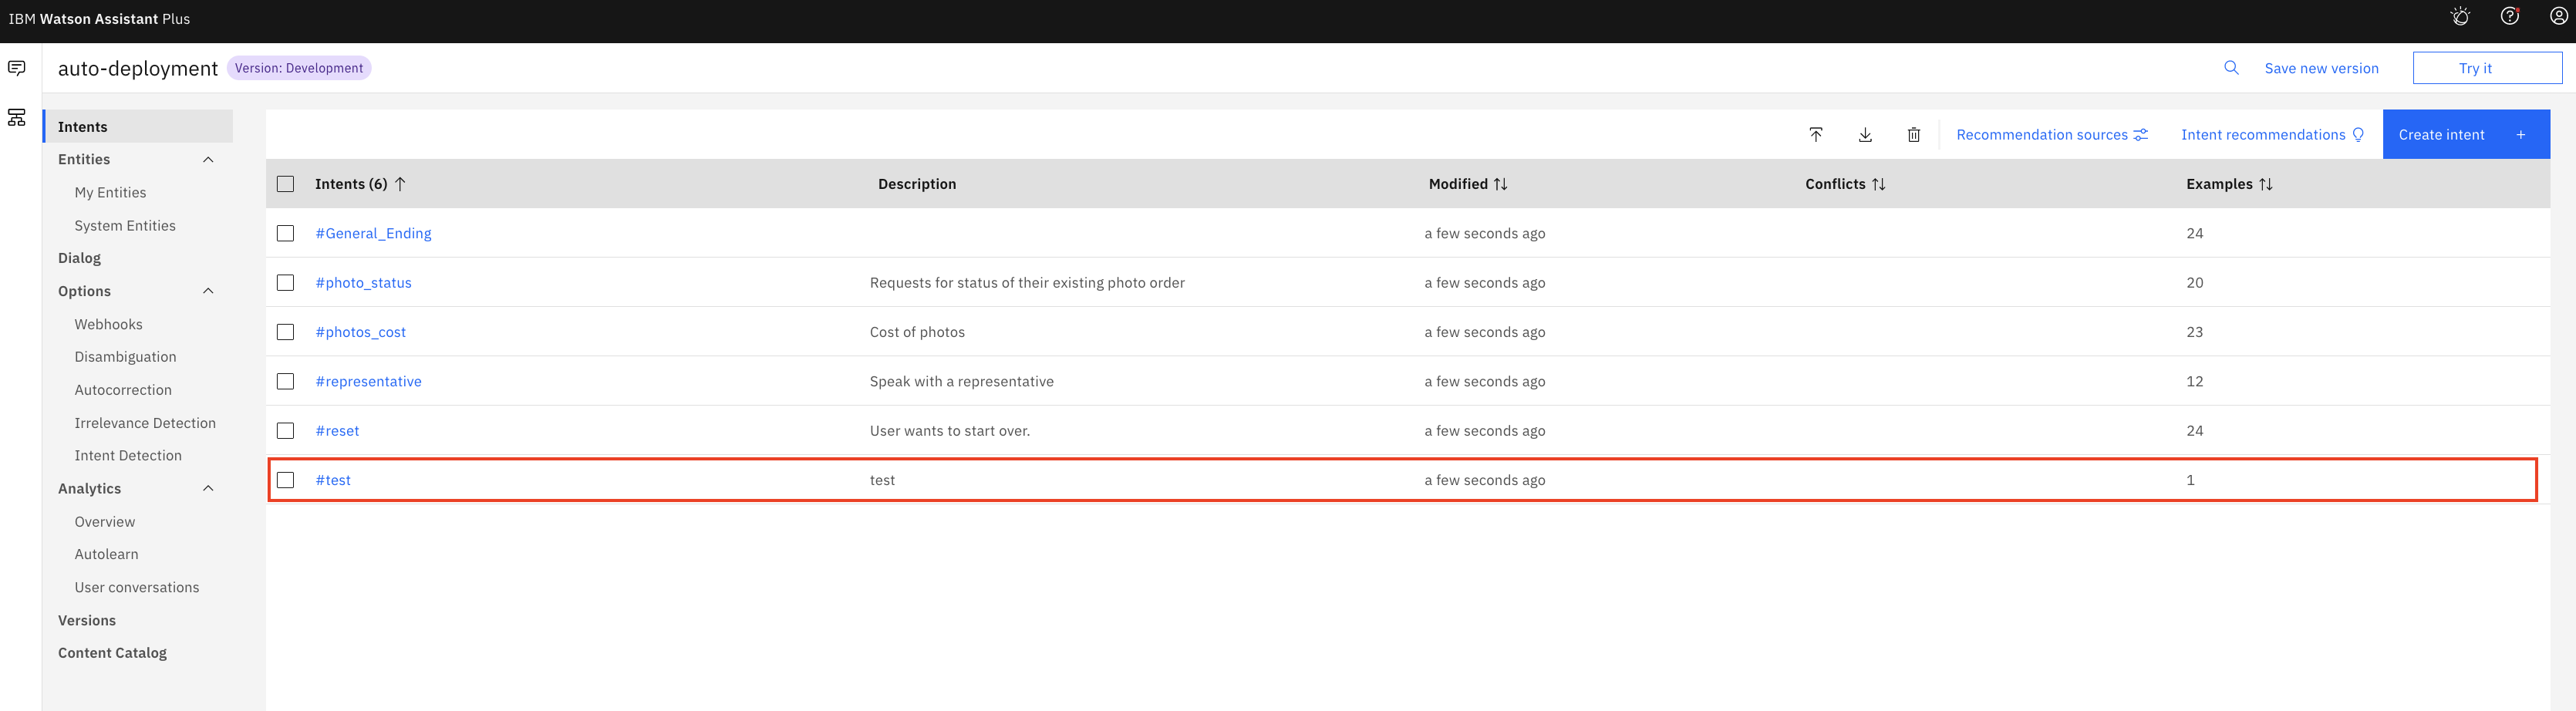 IBM Watson Assistant Plus
auto-deployment Version: Development
Save new version Try it
Intents
Entities
My Entities
System Entities
Dialog
Options
Webhooks
Disambiguation
Autocorrection
Irrelevance Detection
Intent Detection
Analytics
Overview
Autolearn
User conversations
Versions
Content Catalog
Recommendation sources Intent recommendations Create intent +
Intents (6) Description Modified Conflicts Examples
#General_Ending a few seconds ago 24
#photo_status Requests for status of their existing photo order a few seconds ago 20
#photos_cost Cost of photos a few seconds ago 23
#representative Speak with a representative a few seconds ago 12
#reset User wants to start over. a few seconds ago 24
#test test a few seconds ago 1